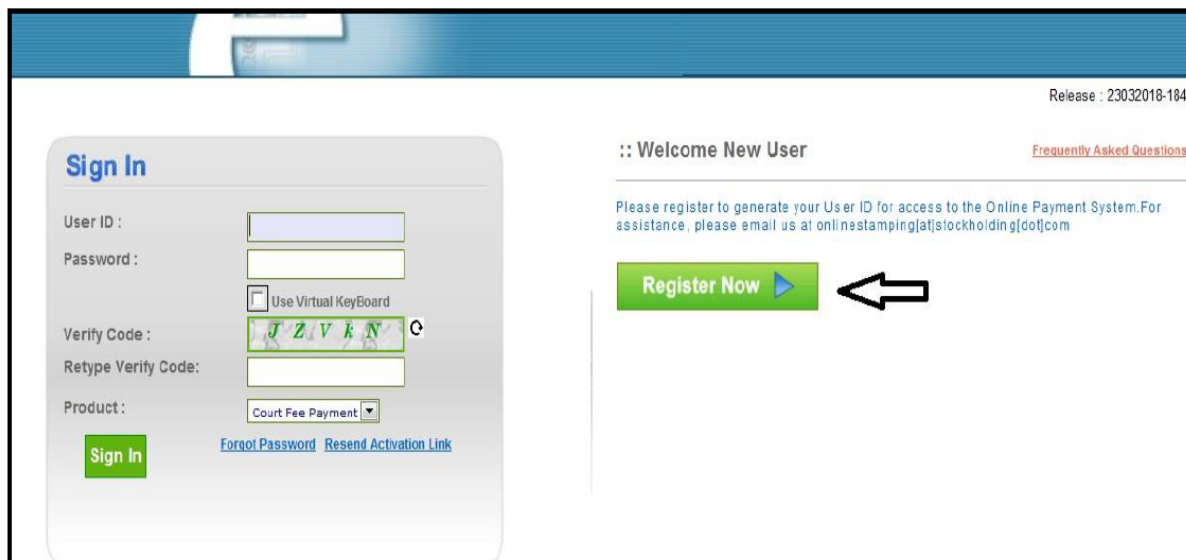 Release : 23032018-184
Sign In
User ID :
Password :
Use Virtual KeyBoard
Verify Code :
J Z V k N
Retype Verify Code:
Product :
Court Fee Payment
Sign In
Forgot Password Resend Activation Link
:: Welcome New User
Frequently Asked Questions
Please register to generate your User ID for access to the Online Payment System.For
assistance, please email us at onlinestamping[at]stockholding[dot]com
Register Now